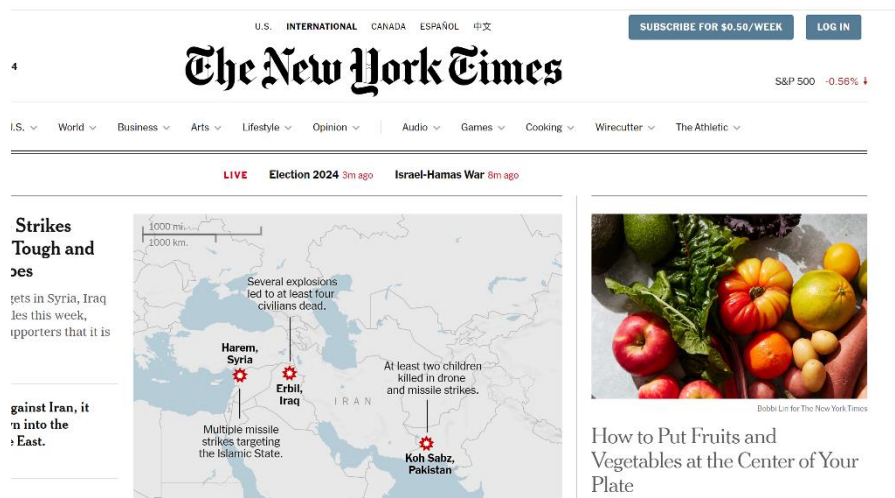 U.S. INTERNATIONAL CANADA ESPAÑOL 中文
SUBSCRIBE FOR $0.50/WEEK LOG IN
4
The New York Times
S&P 500 -0.56%
.S. World Business Arts Lifestyle Opinion Audio Games Cooking Wirecutter The Athletic
LIVE Election 2024 3m ago Israel-Hamas War 8m ago
Strikes
Tough and
oes
gets in Syria, Iraq
les this week,
upporters that it is
gainst Iran, it
n into the
East.
1000 mi.
1000 km.
Several explosions
led to at least four
civilians dead.
Harem,
Syria
Erbil,
Iraq
IRAN
At least two children
killed in drone
and missile strikes.
Multiple missile
strikes targeting
the Islamic State.
Koh Sabz,
Pakistan
Bobbi Lin for The New York Times
How to Put Fruits and
Vegetables at the Center of Your
Plate